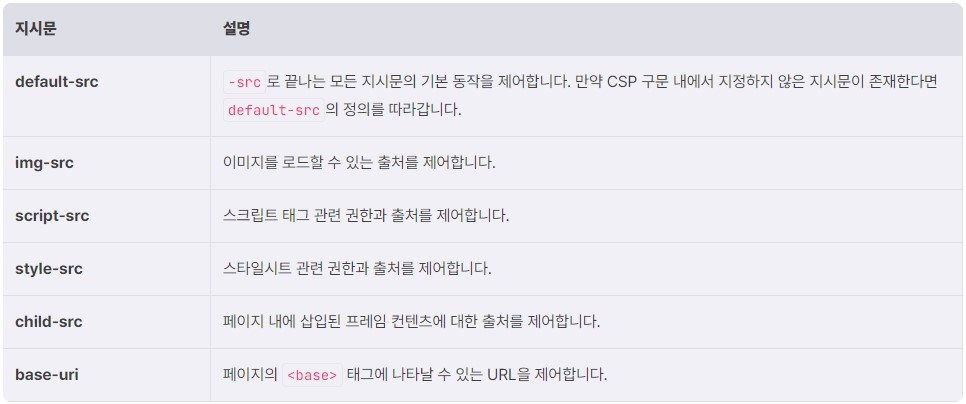 지시문 설명
default-src -src 로 끝나는 모든 지시문의 기본 동작을 제어합니다. 만약 CSP 구문 내에서 지정하지 않은 지시문이 존재한다면
default-src 의 정의를 따라갑니다.
img-src 이미지를 로드할 수 있는 출처를 제어합니다.
script-src 스크립트 태그 관련 권한과 출처를 제어합니다.
style-src 스타일시트 관련 권한과 출처를 제어합니다.
child-src 페이지 내에 삽입된 프레임 컨텐츠에 대한 출처를 제어합니다.
base-uri 페이지의 <base> 태그에 나타날 수 있는 URL을 제어합니다.